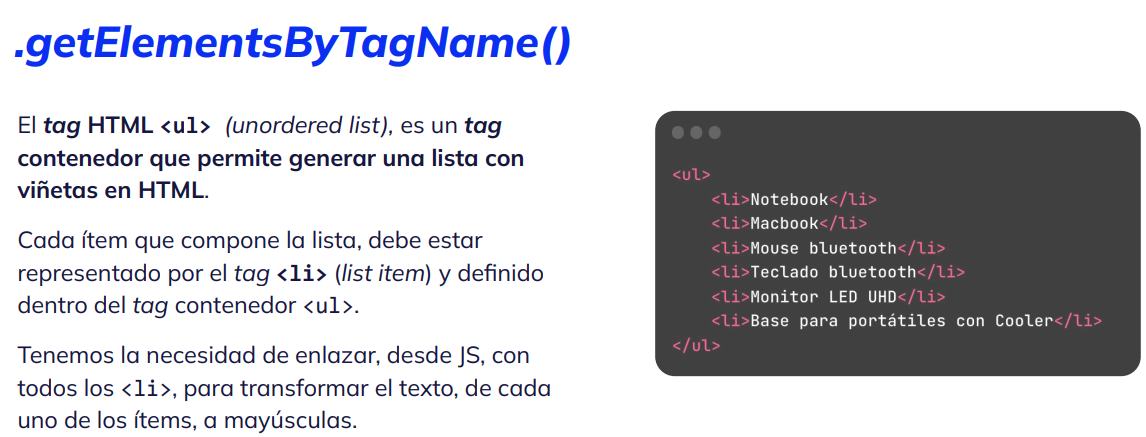 .getElementsByTagName()
El tag HTML <ul> (unordered list), es un tag
contenedor que permite generar una lista con
viñetas en HTML.
Cada ítem que compone la lista, debe estar
representado por el tag <li> (list item) y definido
dentro del tag contenedor <ul>.
Tenemos la necesidad de enlazar, desde JS, con
todos los <li>, para transformar el texto, de cada
uno de los ítems, a mayúsculas.
<ul>
    <li>Notebook</li>
    <li>Macbook</li>
    <li>Mouse bluetooth</li>
    <li>Teclado bluetooth</li>
    <li>Monitor LED UHD</li>
    <li>Base para portátiles con Cooler</li>
</ul>